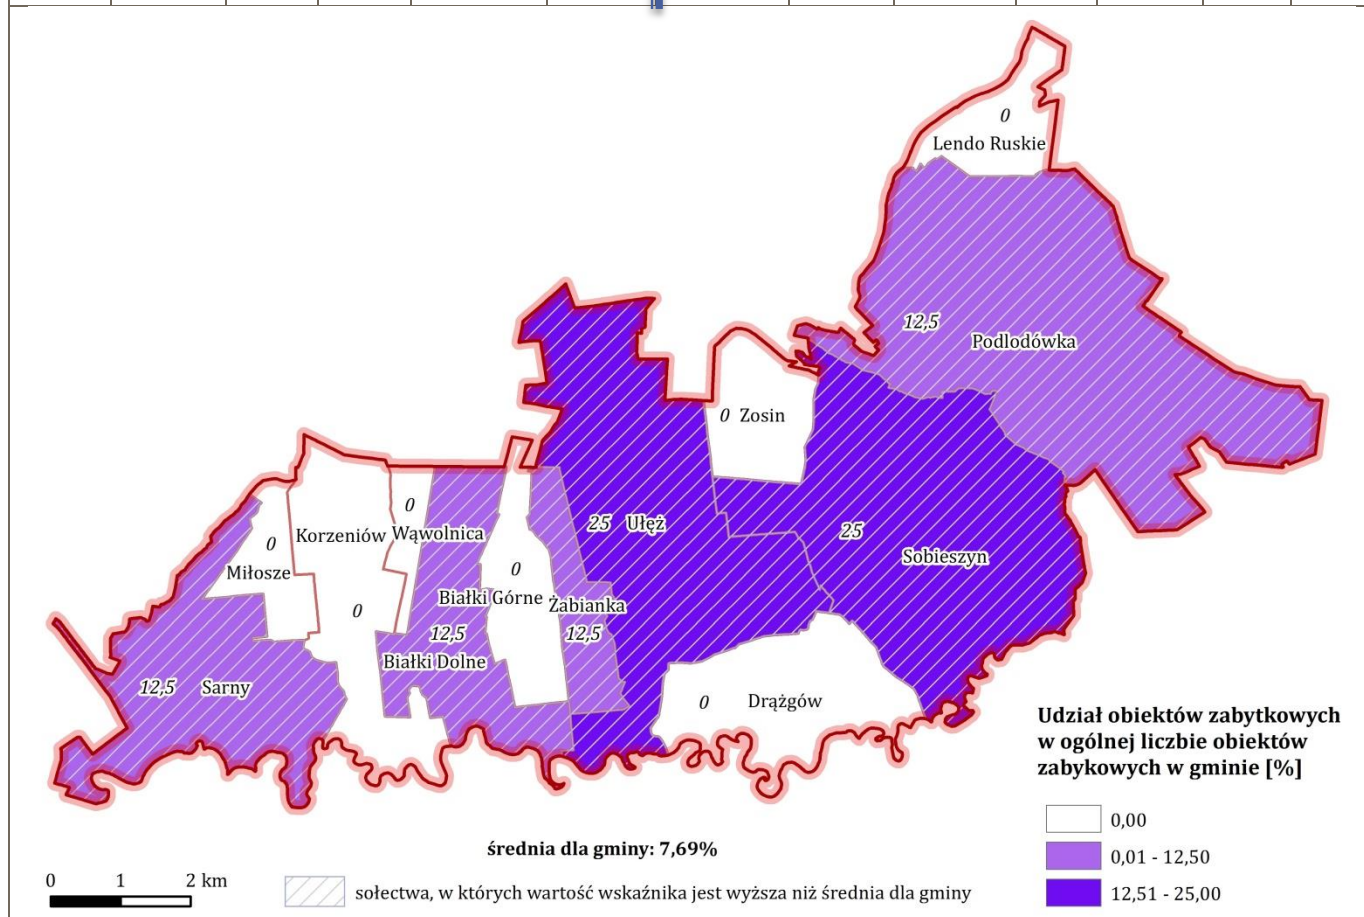 0
Lendo Ruskie
12,5
Podlodówka
0 Zosin
25 Ułęż
25
Sobieszyn
0
Korzeniów
0
Wąwolnica
0
Miłosze
0
Białki Górne
Żabianka
0
12,5
Białki Dolne
12,5
12,5 Sarny
0 Drążgów
Udział obiektów zabytkowych
w ogólnej liczbie obiektów
zabykowych w gminie [%]
0,00
0,01 - 12,50
12,51 - 25,00
średnia dla gminy: 7,69%
0 1 2 km
sołectwa, w których wartość wskaźnika jest wyższa niż średnia dla gminy